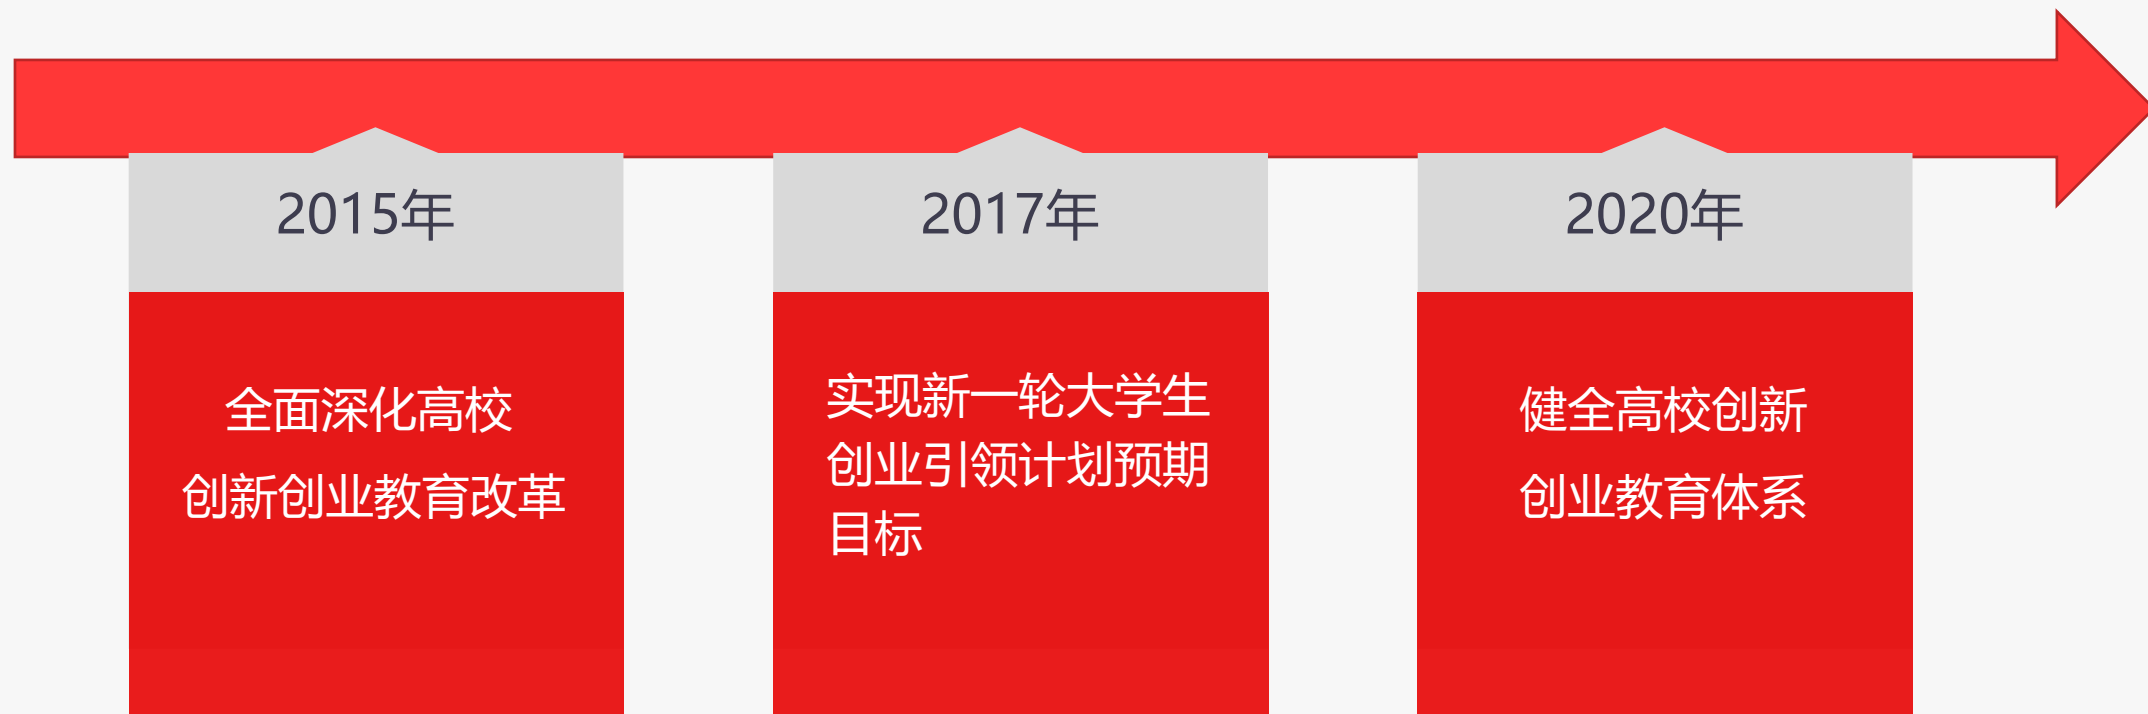 2015年
全面深化高校
创新创业教育改革
2017年
实现新一轮大学生
创业引领计划预期
目标
2020年
健全高校创新
创业教育体系